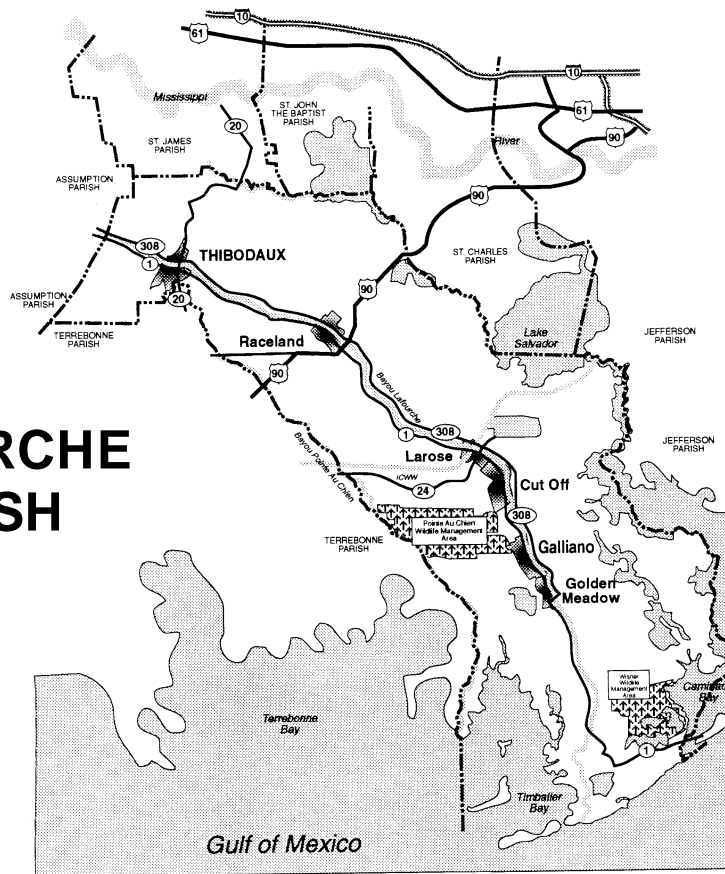 10
61
10
Mississippi
ST. JOHN
THE BAPTIST
PARISH
61
20
90
ST. JAMES
PARISH
River
ASSUMPTION
PARISH
90
308
THIBODAUX
ST. CHARLES
PARISH
1
90
20
ASSUMPTION
PARISH
TERREBONNE
PARISH
Raceland
Lake
Salvador
JEFFERSON
PARISH
90
Bayou Lafourche
RCHE
SH
Bayou Pointe Au Chien
1
308
JEFFERSON
PARISH
Larose
ICWW
24
Cut Off
308
Pointe Au Chien
Wildlife Management
Area
TERREBONNE
PARISH
Galliano
Golden
Meadow
Wisner
Wildlife
Management
Area
Bay
Terrebonne
Bay
1
Timbalier
Bay
Gulf of Mexico